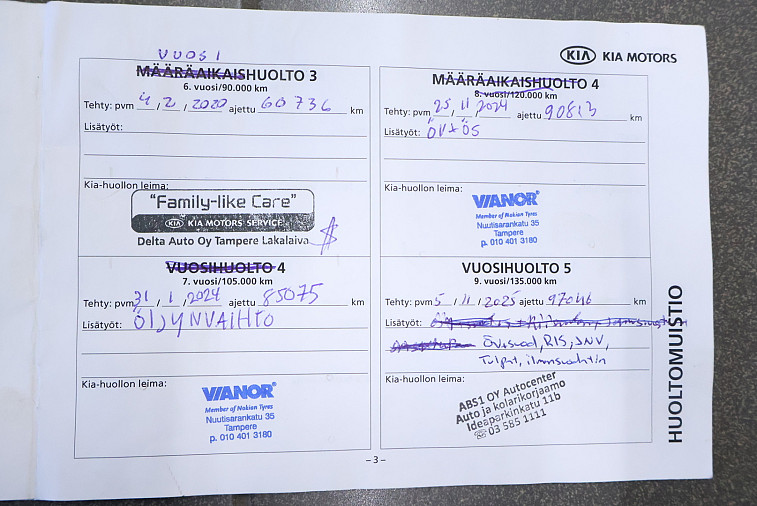 KIA KIA MOTORS
VUOSI
MÄÄRÄAIKAISHUOLTO 3
6. vuosi/90.000 km
Tehty: pvm 4 / 2 / 2020 ajettu 60 736 km
Lisätyöt:
Kia-huollon leima:
"Family-like Care"
KIA KIA MOTORS SERVICE
Delta Auto Oy Tampere Lakalaiva
MÄÄRÄAIKAISHUOLTO 4
8. vuosi/120.000 km
Tehty: pvm 25 / 11 / 2024 ajettu 90813 km
Lisätyöt: ÖV+ÖS
Kia-huollon leima:
VIANOR
Member of Nokian Tyres
Nuutisarankatu 35
Tampere
p. 010 401 3180
VUOSIHUOLTO 4
7. vuosi/105.000 km
Tehty: pvm 31 / 1 / 2024 ajettu 85075 km
Lisätyöt: ÖLJYNVAIHTO
Kia-huollon leima:
VIANOR
Member of Nokian Tyres
Nuutisarankatu 35
Tampere
p. 010 401 3180
VUOSIHUOLTO 5
9. vuosi/135.000 km
Tehty: pvm 5 / 11 / 2025 ajettu 97046 km
Lisätyöt:
Övisuod, RIS, JNV,
Tulpat, ilmansuodatin
Kia-huollon leima:
ABS1 OY Autocenter
Auto ja kolarikorjaamo
Ideaparkinkatu 11b
☏ 03 585 1111
HUOLTOMUISTIO
– 3 –